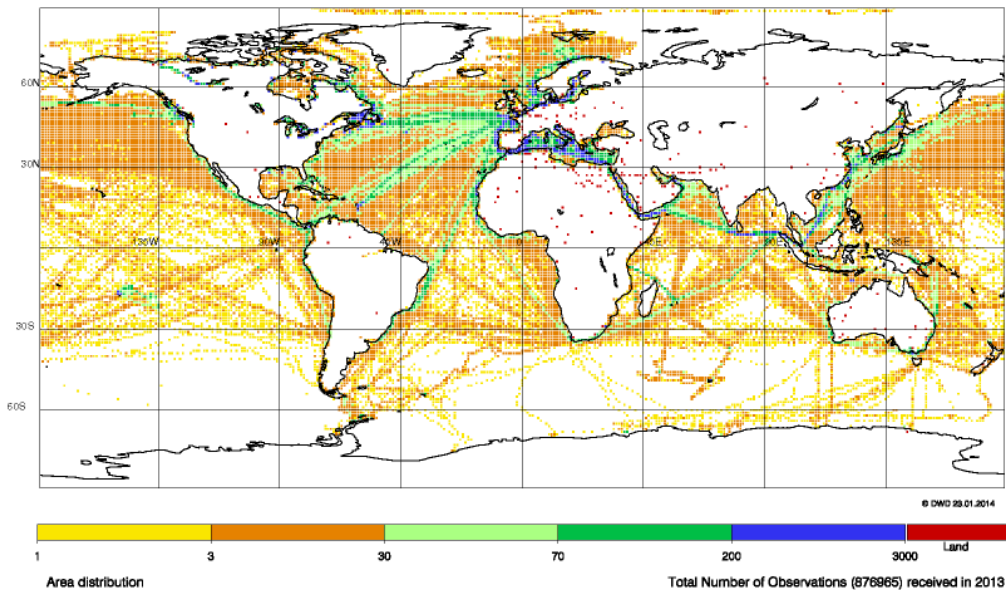 60N
30N
135W
90W
45W
0
45E
90E
135E
30S
60S
© DWD 23.01.2014
1
3
30
70
200
3000
Land
Area distribution
Total Number of Observations (876965) received in 2013